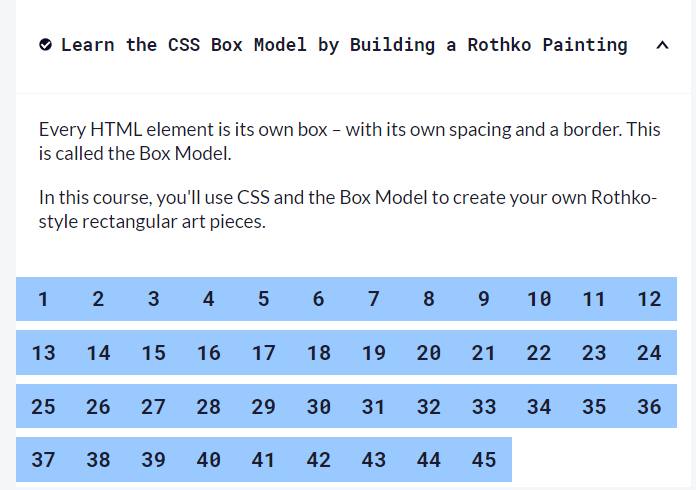 Learn the CSS Box Model by Building a Rothko Painting
Every HTML element is its own box – with its own spacing and a border. This
is called the Box Model.
In this course, you'll use CSS and the Box Model to create your own Rothko-
style rectangular art pieces.
1 2 3 4 5 6 7 8 9 10 11 12
13 14 15 16 17 18 19 20 21 22 23 24
25 26 27 28 29 30 31 32 33 34 35 36
37 38 39 40 41 42 43 44 45